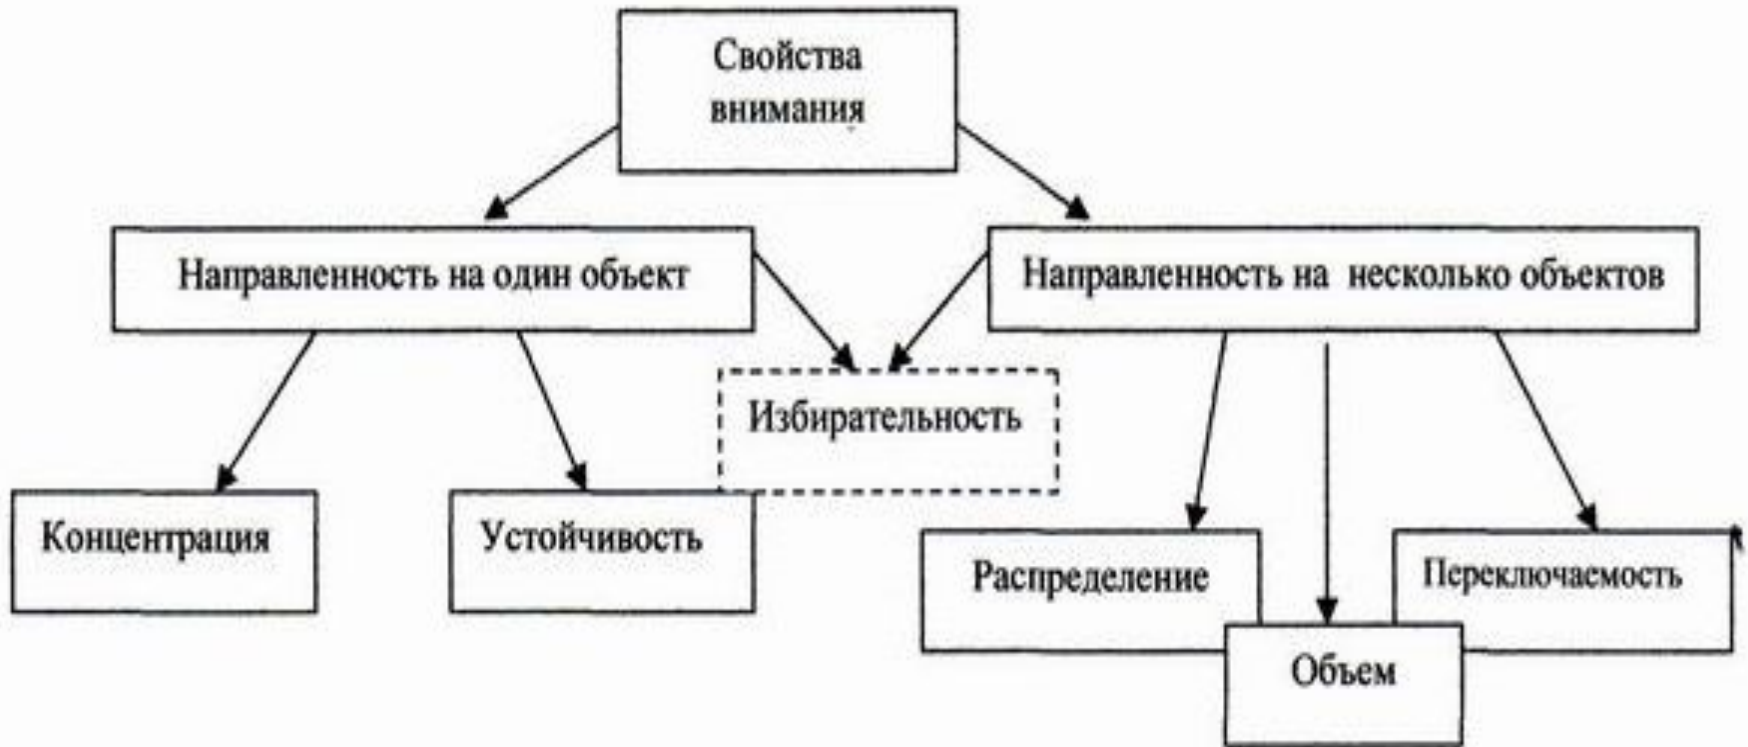 Свойства
внимания
Направленность на один объект
Направленность на несколько объектов
Избирательность
Концентрация
Устойчивость
Распределение
Переключаемость
Объем